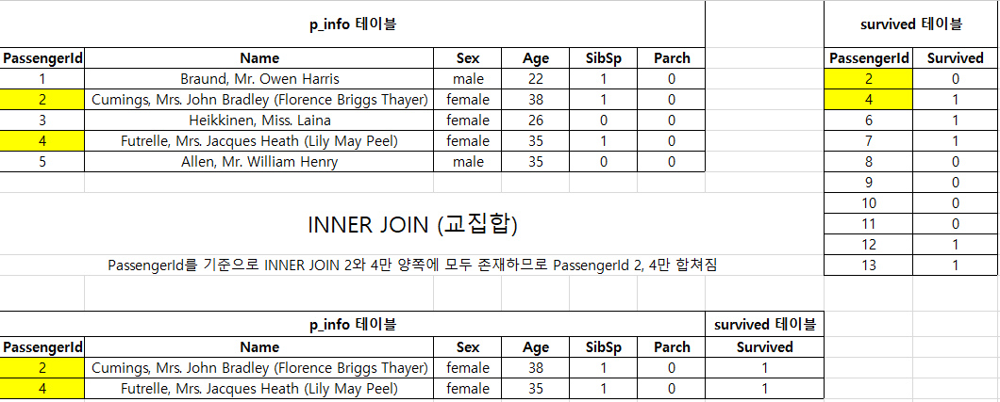 p_info 테이블 survived 테이블
PassengerId Name Sex Age SibSp Parch PassengerId Survived
1 Braund, Mr. Owen Harris male 22 1 0 2 0
2 Cumings, Mrs. John Bradley (Florence Briggs Thayer) female 38 1 0 4 1
3 Heikkinen, Miss. Laina female 26 0 0 6 1
4 Futrelle, Mrs. Jacques Heath (Lily May Peel) female 35 1 0 7 1
5 Allen, Mr. William Henry male 35 0 0 8 0
9 0
10 0
INNER JOIN (교집합)
11 0
12 1
PassengerId를 기준으로 INNER JOIN 2와 4만 양쪽에 모두 존재하므로 PassengerId 2, 4만 합쳐짐 13 1
p_info 테이블 survived 테이블
PassengerId Name Sex Age SibSp Parch Survived
2 Cumings, Mrs. John Bradley (Florence Briggs Thayer) female 38 1 0 1
4 Futrelle, Mrs. Jacques Heath (Lily May Peel) female 35 1 0 1